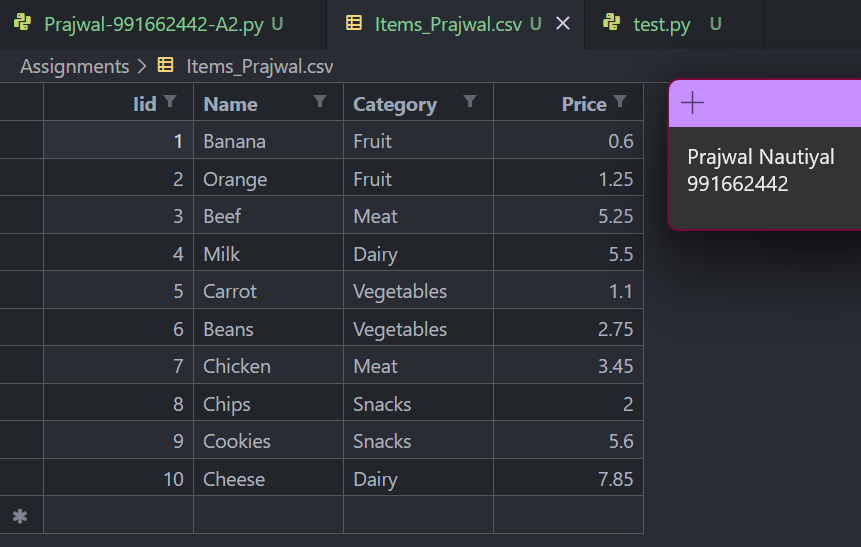 Prajwal-991662442-A2.py U Items_Prajwal.csv U test.py U
Assignments > Items_Prajwal.csv
Iid Name Category Price
1 Banana Fruit 0.6
2 Orange Fruit 1.25
3 Beef Meat 5.25
4 Milk Dairy 5.5
5 Carrot Vegetables 1.1
6 Beans Vegetables 2.75
7 Chicken Meat 3.45
8 Chips Snacks 2
9 Cookies Snacks 5.6
10 Cheese Dairy 7.85
Prajwal Nautiyal
991662442